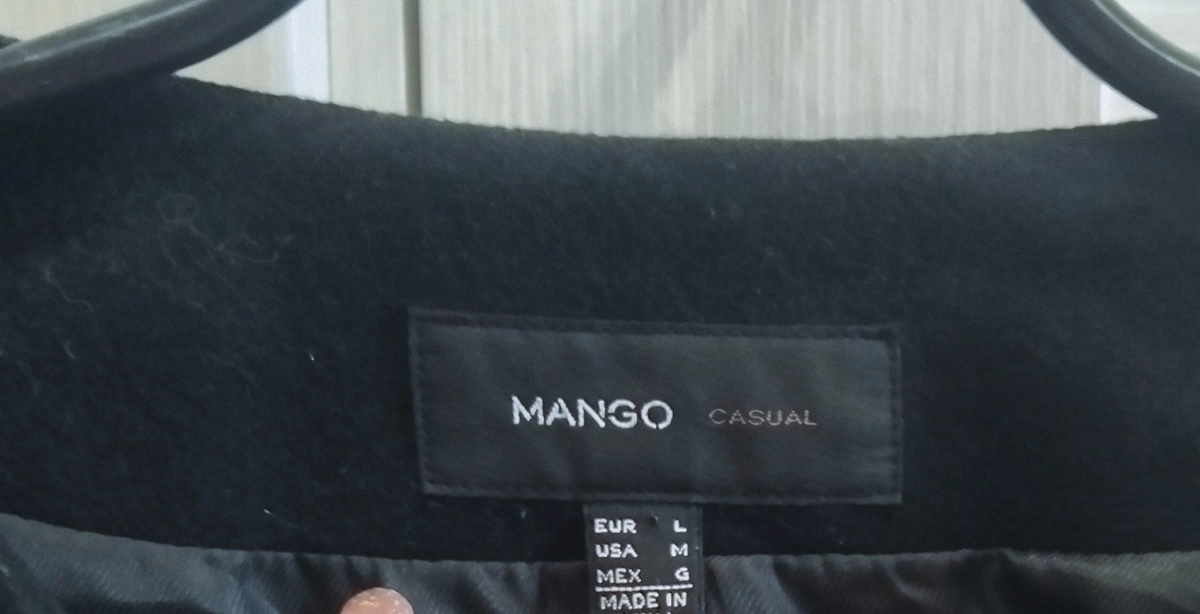 MANGO CASUAL
EUR L
USA M
MEX G
MADE IN